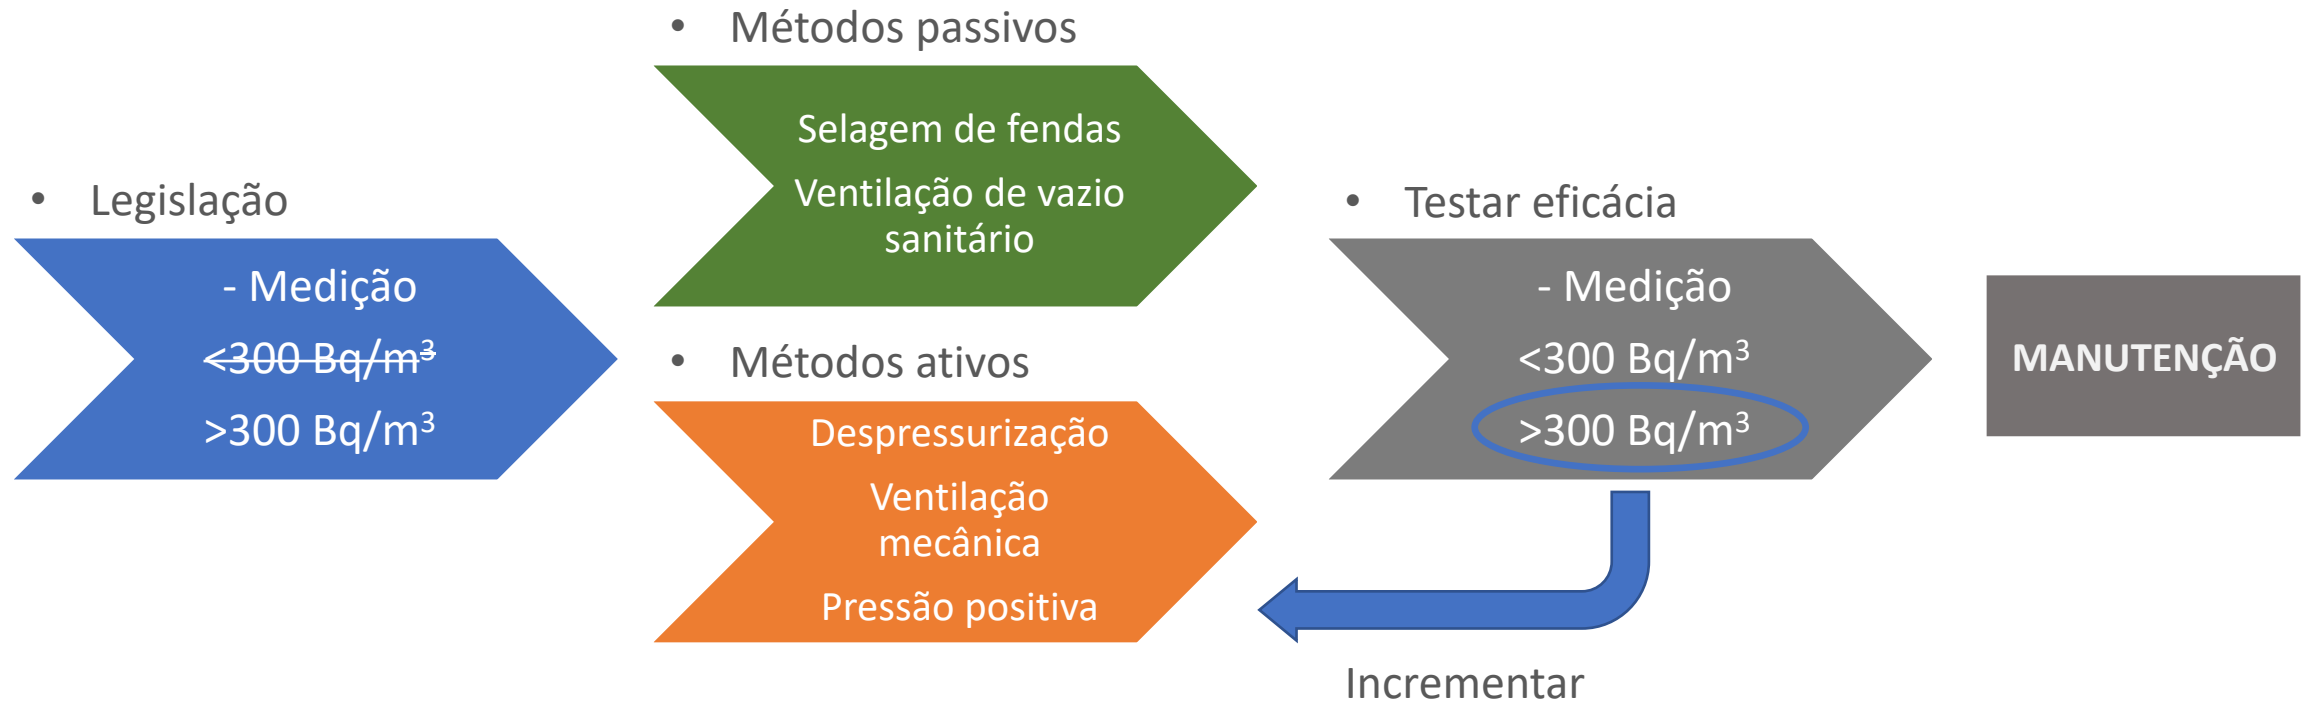 • Legislação
- Medição
<300 Bq/m³
>300 Bq/m³
• Métodos passivos
Selagem de fendas
Ventilação de vazio
sanitário
• Métodos ativos
Despressurização
Ventilação
mecânica
Pressão positiva
• Testar eficácia
- Medição
<300 Bq/m³
>300 Bq/m³
Incrementar
MANUTENÇÃO